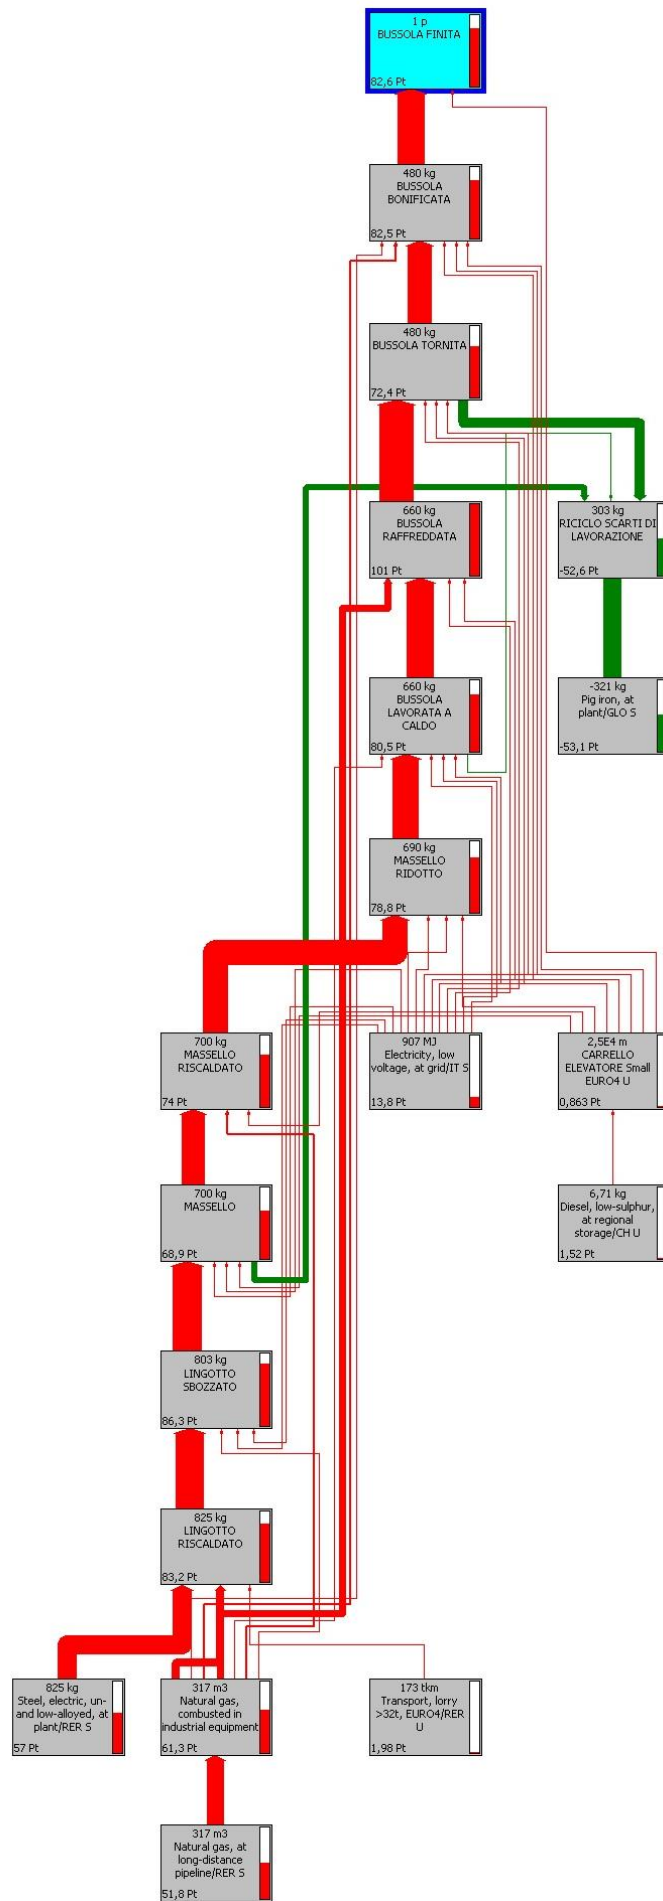 1 p
BUSSOLA FINITA
82,6 Pt
480 kg
BUSSOLA
BONIFICATA
82,5 Pt
480 kg
BUSSOLA TORNITA
72,4 Pt
660 kg
BUSSOLA
RAFFREDDATA
101 Pt
303 kg
RICICLO SCARTI DI
LAVORAZIONE
-52,6 Pt
660 kg
BUSSOLA
LAVORATA A
CALDO
80,5 Pt
-321 kg
Pig iron, at
plant/GLO S
-53,1 Pt
690 kg
MASSELLO
RIDOTTO
78,8 Pt
700 kg
MASSELLO
RISCALDATO
74 Pt
907 MJ
Electricity, low
voltage, at grid/IT S
13,8 Pt
2,5E4 m
CARRELLO
ELEVATORE Small
EURO4 U
0,863 Pt
700 kg
MASSELLO
68,9 Pt
6,71 kg
Diesel, low-sulphur,
at regional
storage/CH U
1,52 Pt
803 kg
LINGOTTO
SBOZZATO
86,3 Pt
825 kg
LINGOTTO
RISCALDATO
83,2 Pt
825 kg
Steel, electric, un-
and low-alloyed, at
plant/RER S
57 Pt
317 m3
Natural gas,
combusted in
industrial equipment
61,3 Pt
173 tkm
Transport, lorry
>32t, EURO4/RER
U
1,98 Pt
317 m3
Natural gas, at
long-distance
pipeline/RER S
51,8 Pt